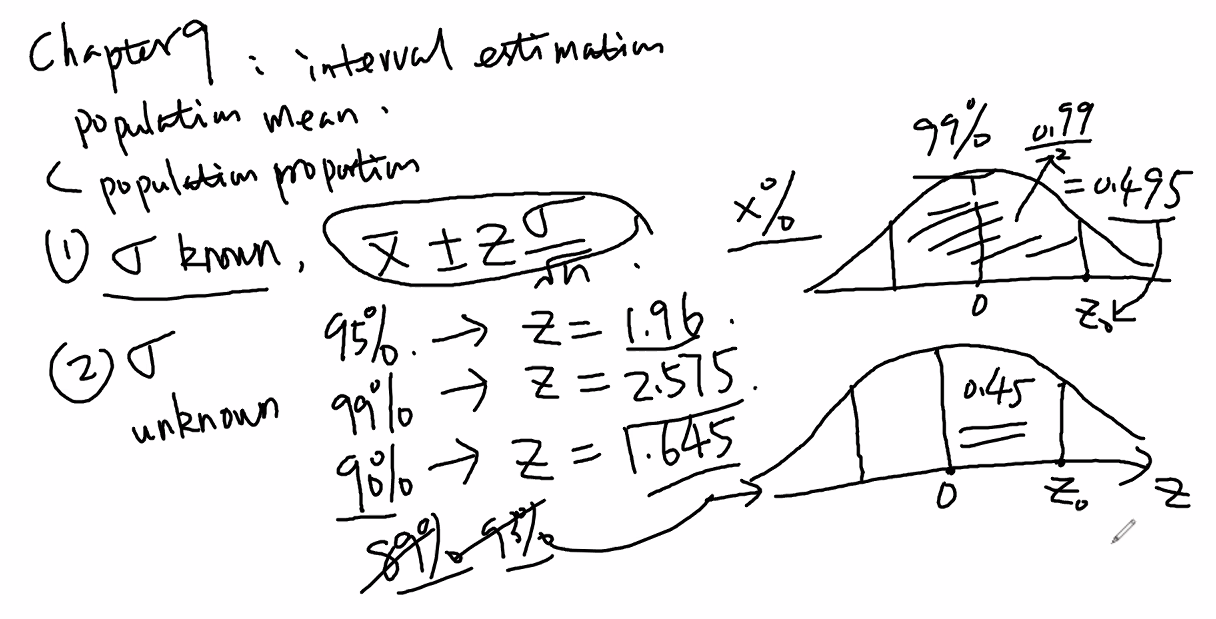 Chapter 9 : interval estimation
population mean .
< population proportion
① σ known , x̄ ± z σ/√n .
95% . → z = 1.96 .
② σ unknown
99% → z = 2.575 .
90% → z = 1.645
89% . 93%
x%
99% 0.99/2 = 0.495
0 z₀
0.45
0 z₀ z